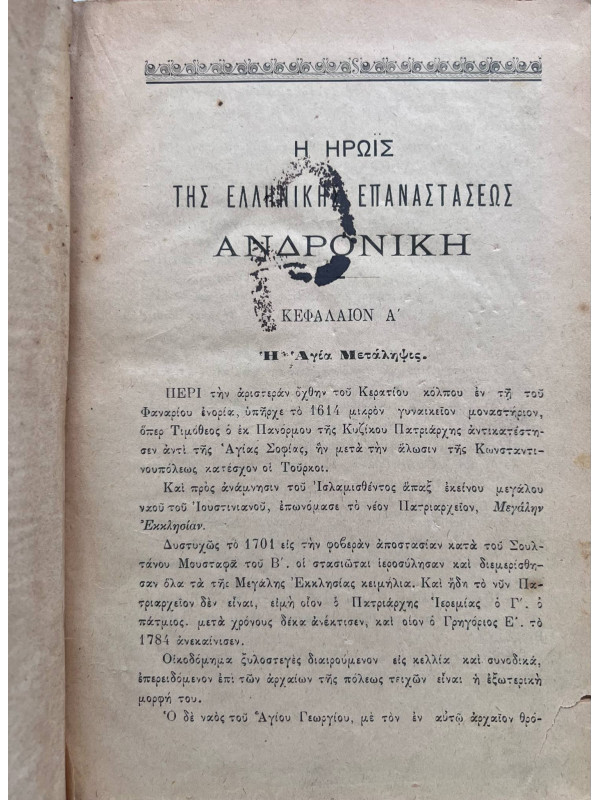 Η ΗΡΩΪΣ
ΤΗΣ ΕΛΛΗΝΙΚΗΣ ΕΠΑΝΑΣΤΑΣΕΩΣ
ΑΝΔΡΟΝΙΚΗ
ΚΕΦΑΛΑΙΟΝ Α΄
Ἡ Ἁγία Μετάληψις.
ΠΕΡΙ τὴν ἀριστερὰν ὄχθην τοῦ Κερατίου κόλπου ἐν τῇ τοῦ
Φαναρίου ἐνορίᾳ, ὑπῆρχε τὸ 1614 μικρὸν γυναικεῖον μοναστήριον,
ὅπερ Τιμόθεος ὁ ἐκ Πανόρμου τῆς Κυζίκου Πατριάρχης ἀντικατέστη-
σεν ἀντὶ τῆς Ἁγίας Σοφίας, ἣν μετὰ τὴν ἅλωσιν τῆς Κωνσταντι-
νουπόλεως κατέσχον οἱ Τοῦρκοι.
Καὶ πρὸς ἀνάμνησιν τοῦ Ἰσλαμισθέντος ἅπαξ ἐκείνου μεγάλου
ναοῦ τοῦ Ἰουστινιανοῦ, ἐπωνόμασε τὸ νέον Πατριαρχεῖον, Μεγάλην
Ἐκκλησίαν.
Δυστυχῶς τὸ 1701 εἰς τὴν φοβερὰν ἀποστασίαν κατὰ τοῦ Σουλ-
τάνου Μουσταφᾶ τοῦ Β΄. οἱ στασιῶται ἱεροσύλησαν καὶ διεμερίσθη-
σαν ὅλα τὰ τῆς Μεγάλης Ἐκκλησίας κειμήλια. Καὶ ἤδη τὸ νῦν Πα-
τριαρχεῖον δὲν εἶναι, εἰμὴ οἷον ὁ Πατριάρχης Ἱερεμίας ὁ Γ΄. ὁ
πάτμιος. μετὰ χρόνους δέκα ἀνέκτισεν, καὶ οἷον ὁ Γρηγόριος Ε΄. τὸ
1784 ἀνεκαίνισεν.
Οἰκοδόμημα ξυλοστεγὲς διαιρούμενον εἰς κελλία καὶ συνοδικά,
ἐπερειδόμενον ἐπὶ τῶν ἀρχαίων τῆς πόλεως τειχῶν εἶναι ἡ ἐξωτερικὴ
μορφή του.
Ὁ δὲ ναὸς τοῦ Ἁγίου Γεωργίου, μὲ τὸν ἐν αὐτῷ ἀρχαῖον θρό-